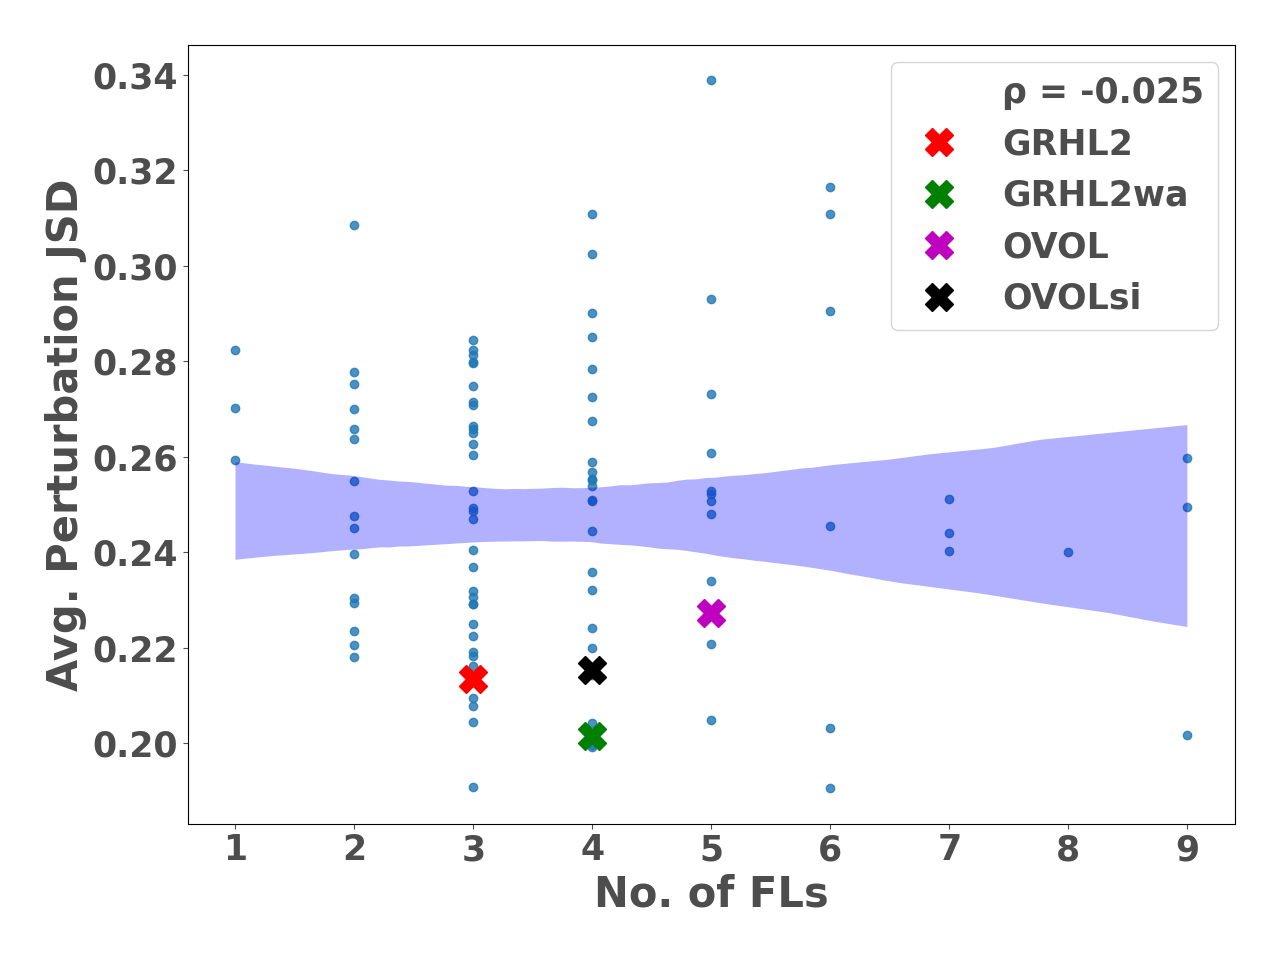 Avg. Perturbation JSD
0.34
0.32
0.30
0.28
0.26
0.24
0.22
0.20
ρ = -0.025
GRHL2
GRHL2wa
OVOL
OVOLsi
1 2 3 4 5 6 7 8 9
No. of FLs